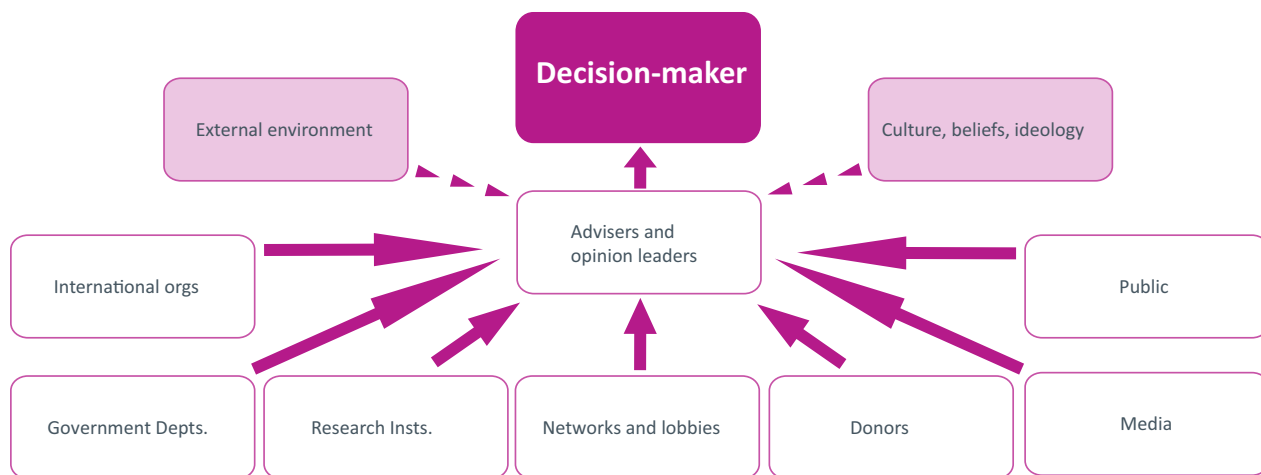 Decision-maker
External environment
Culture, beliefs, ideology
Advisers and
opinion leaders
International orgs
Public
Government Depts.
Research Insts.
Networks and lobbies
Donors
Media